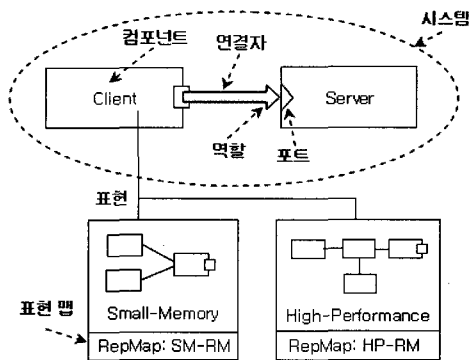 시스템
컴포넌트
연결자
Client
Server
역할
포트
표현
표현 맵
Small-Memory
High-Performance
RepMap: SM-RM
RepMap: HP-RM